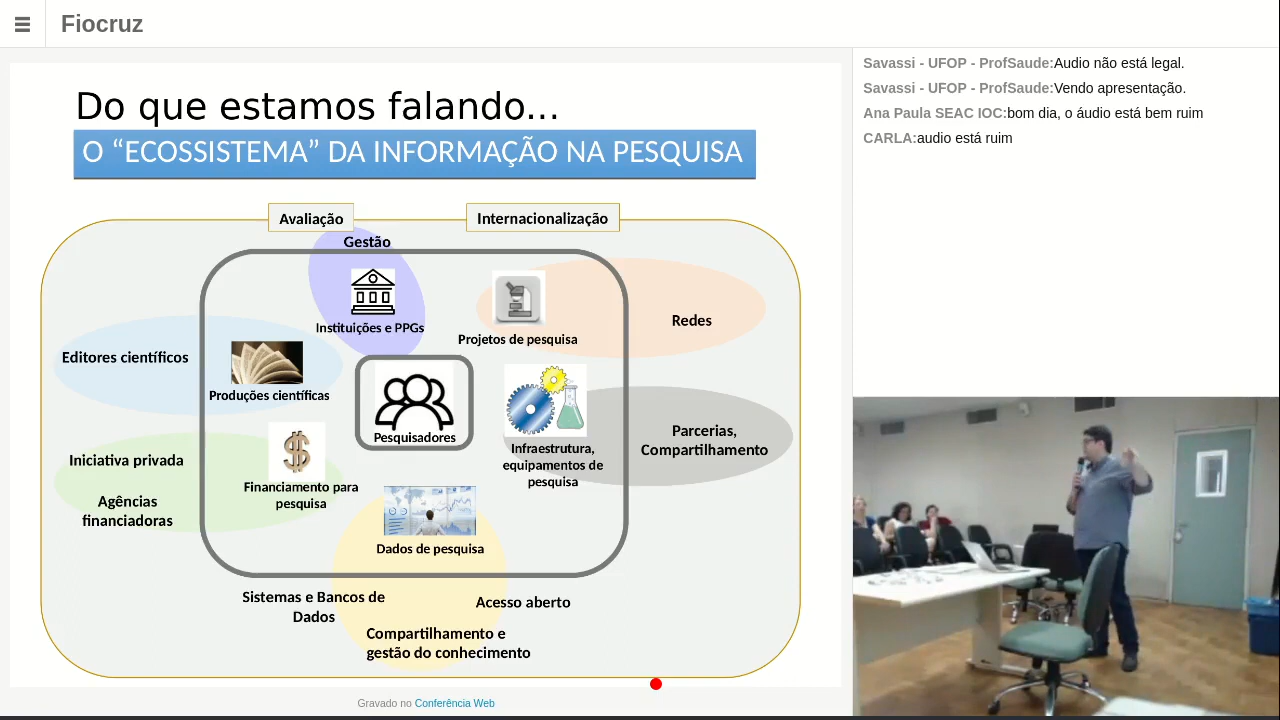 Fiocruz
Do que estamos falando...
O “ECOSSISTEMA” DA INFORMAÇÃO NA PESQUISA
Avaliação
Internacionalização
Gestão
Instituições e PPGs
Projetos de pesquisa
Redes
Editores científicos
Produções científicas
Pesquisadores
Infraestrutura,
equipamentos de
pesquisa
Parcerias,
Compartilhamento
Iniciativa privada
Agências
financiadoras
Financiamento para
pesquisa
Dados de pesquisa
Sistemas e Bancos de
Dados
Acesso aberto
Compartilhamento e
gestão do conhecimento
Gravado no Conferência Web
Savassi - UFOP - ProfSaude:Audio não está legal.
Savassi - UFOP - ProfSaude:Vendo apresentação.
Ana Paula SEAC IOC:bom dia, o áudio está bem ruim
CARLA:audio está ruim